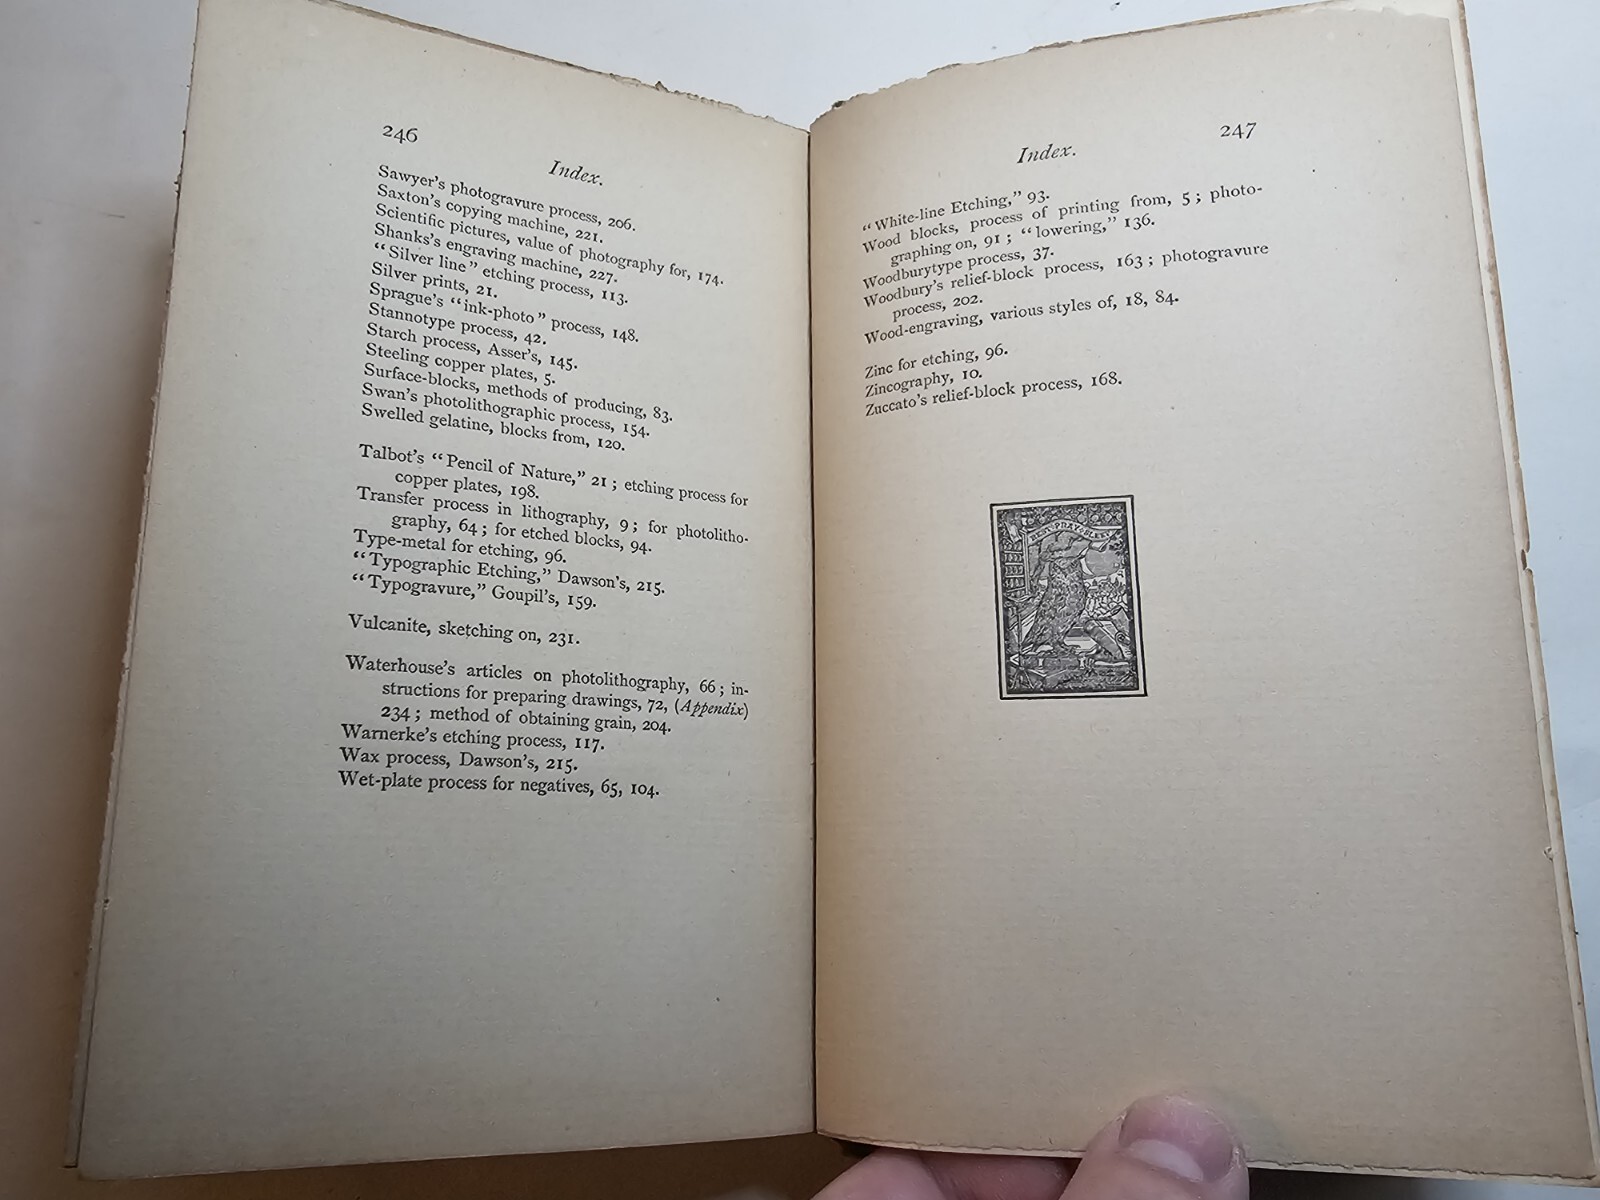 246
Index.
Sawyer's photogravure process, 206.
Saxton's copying machine, 221.
Scientific pictures, value of photography for, 174.
Shanks's engraving machine, 227.
"Silver line" etching process, 113.
Silver prints, 21.
Sprague's "ink-photo" process, 148.
Stannotype process, 42.
Starch process, Asser's, 145.
Steeling copper plates, 5.
Surface-blocks, methods of producing, 83.
Swan's photolithographic process, 154.
Swelled gelatine, blocks from, 120.
Talbot's "Pencil of Nature," 21; etching process for
copper plates, 198.
Transfer process in lithography, 9; for photolitho-
graphy, 64; for etched blocks, 94.
Type-metal for etching, 96.
"Typographic Etching," Dawson's, 215.
"Typogravure," Goupil's, 159.
Vulcanite, sketching on, 231.
Waterhouse's articles on photolithography, 66; in-
structions for preparing drawings, 72, (Appendix)
234; method of obtaining grain, 204.
Warnerke's etching process, 117.
Wax process, Dawson's, 215.
Wet-plate process for negatives, 65, 104.
247
Index.
"White-line Etching," 93.
Wood blocks, process of printing from, 5; photo-
graphing on, 91; "lowering," 136.
Woodburytype process, 37.
Woodbury's relief-block process, 163; photogravure
process, 202.
Wood-engraving, various styles of, 18, 84.
Zinc for etching, 96.
Zincography, 10.
Zuccato's relief-block process, 168.